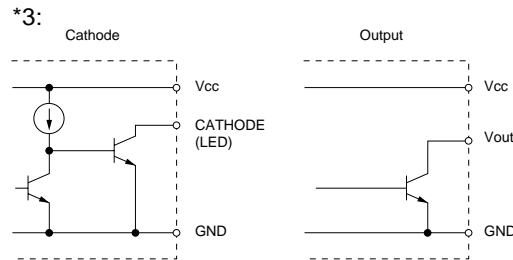 *3:
Cathode
Vcc
CATHODE
(LED)
GND
Output
Vcc
Vout
GND